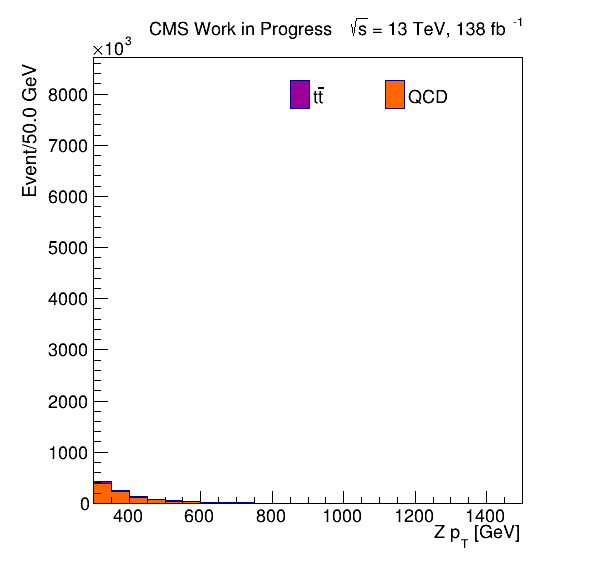 CMS Work in Progress √s = 13 TeV, 138 fb⁻¹
×10³
tt̄ QCD
Event/50.0 GeV
8000
7000
6000
5000
4000
3000
2000
1000
0
400 600 800 1000 1200 1400
Z p_T [GeV]